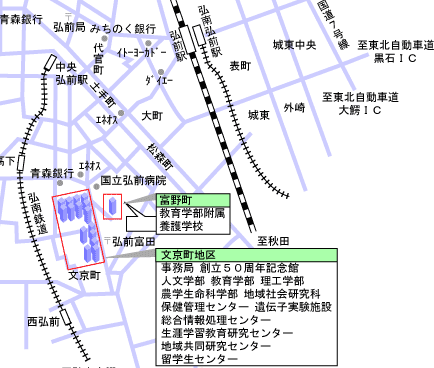 青森銀行
〒
弘前局
みちのく銀行
代官町
イトーヨーカドー
ダイエー
弘前駅
弘南弘前駅
国道7号線
城東中央
至東北自動車道
黒石ＩＣ
表町
中央
弘前駅
土手町
エネオス
大町
城東
外崎
至東北自動車道
大鰐ＩＣ
松森町
エネオス
青森銀行
国立弘前病院
弘南鉄道
富野町
教育学部附属
養護学校
〒弘前富田
至秋田
文京町
西弘前
文京町地区
事務局 創立５０周年記念館
人文学部 教育学部 理工学部
農学生命科学部 地域社会研究科
保健管理センター 遺伝子実験施設
総合情報処理センター
生涯学習教育研究センター
地域共同研究センター
留学生センター